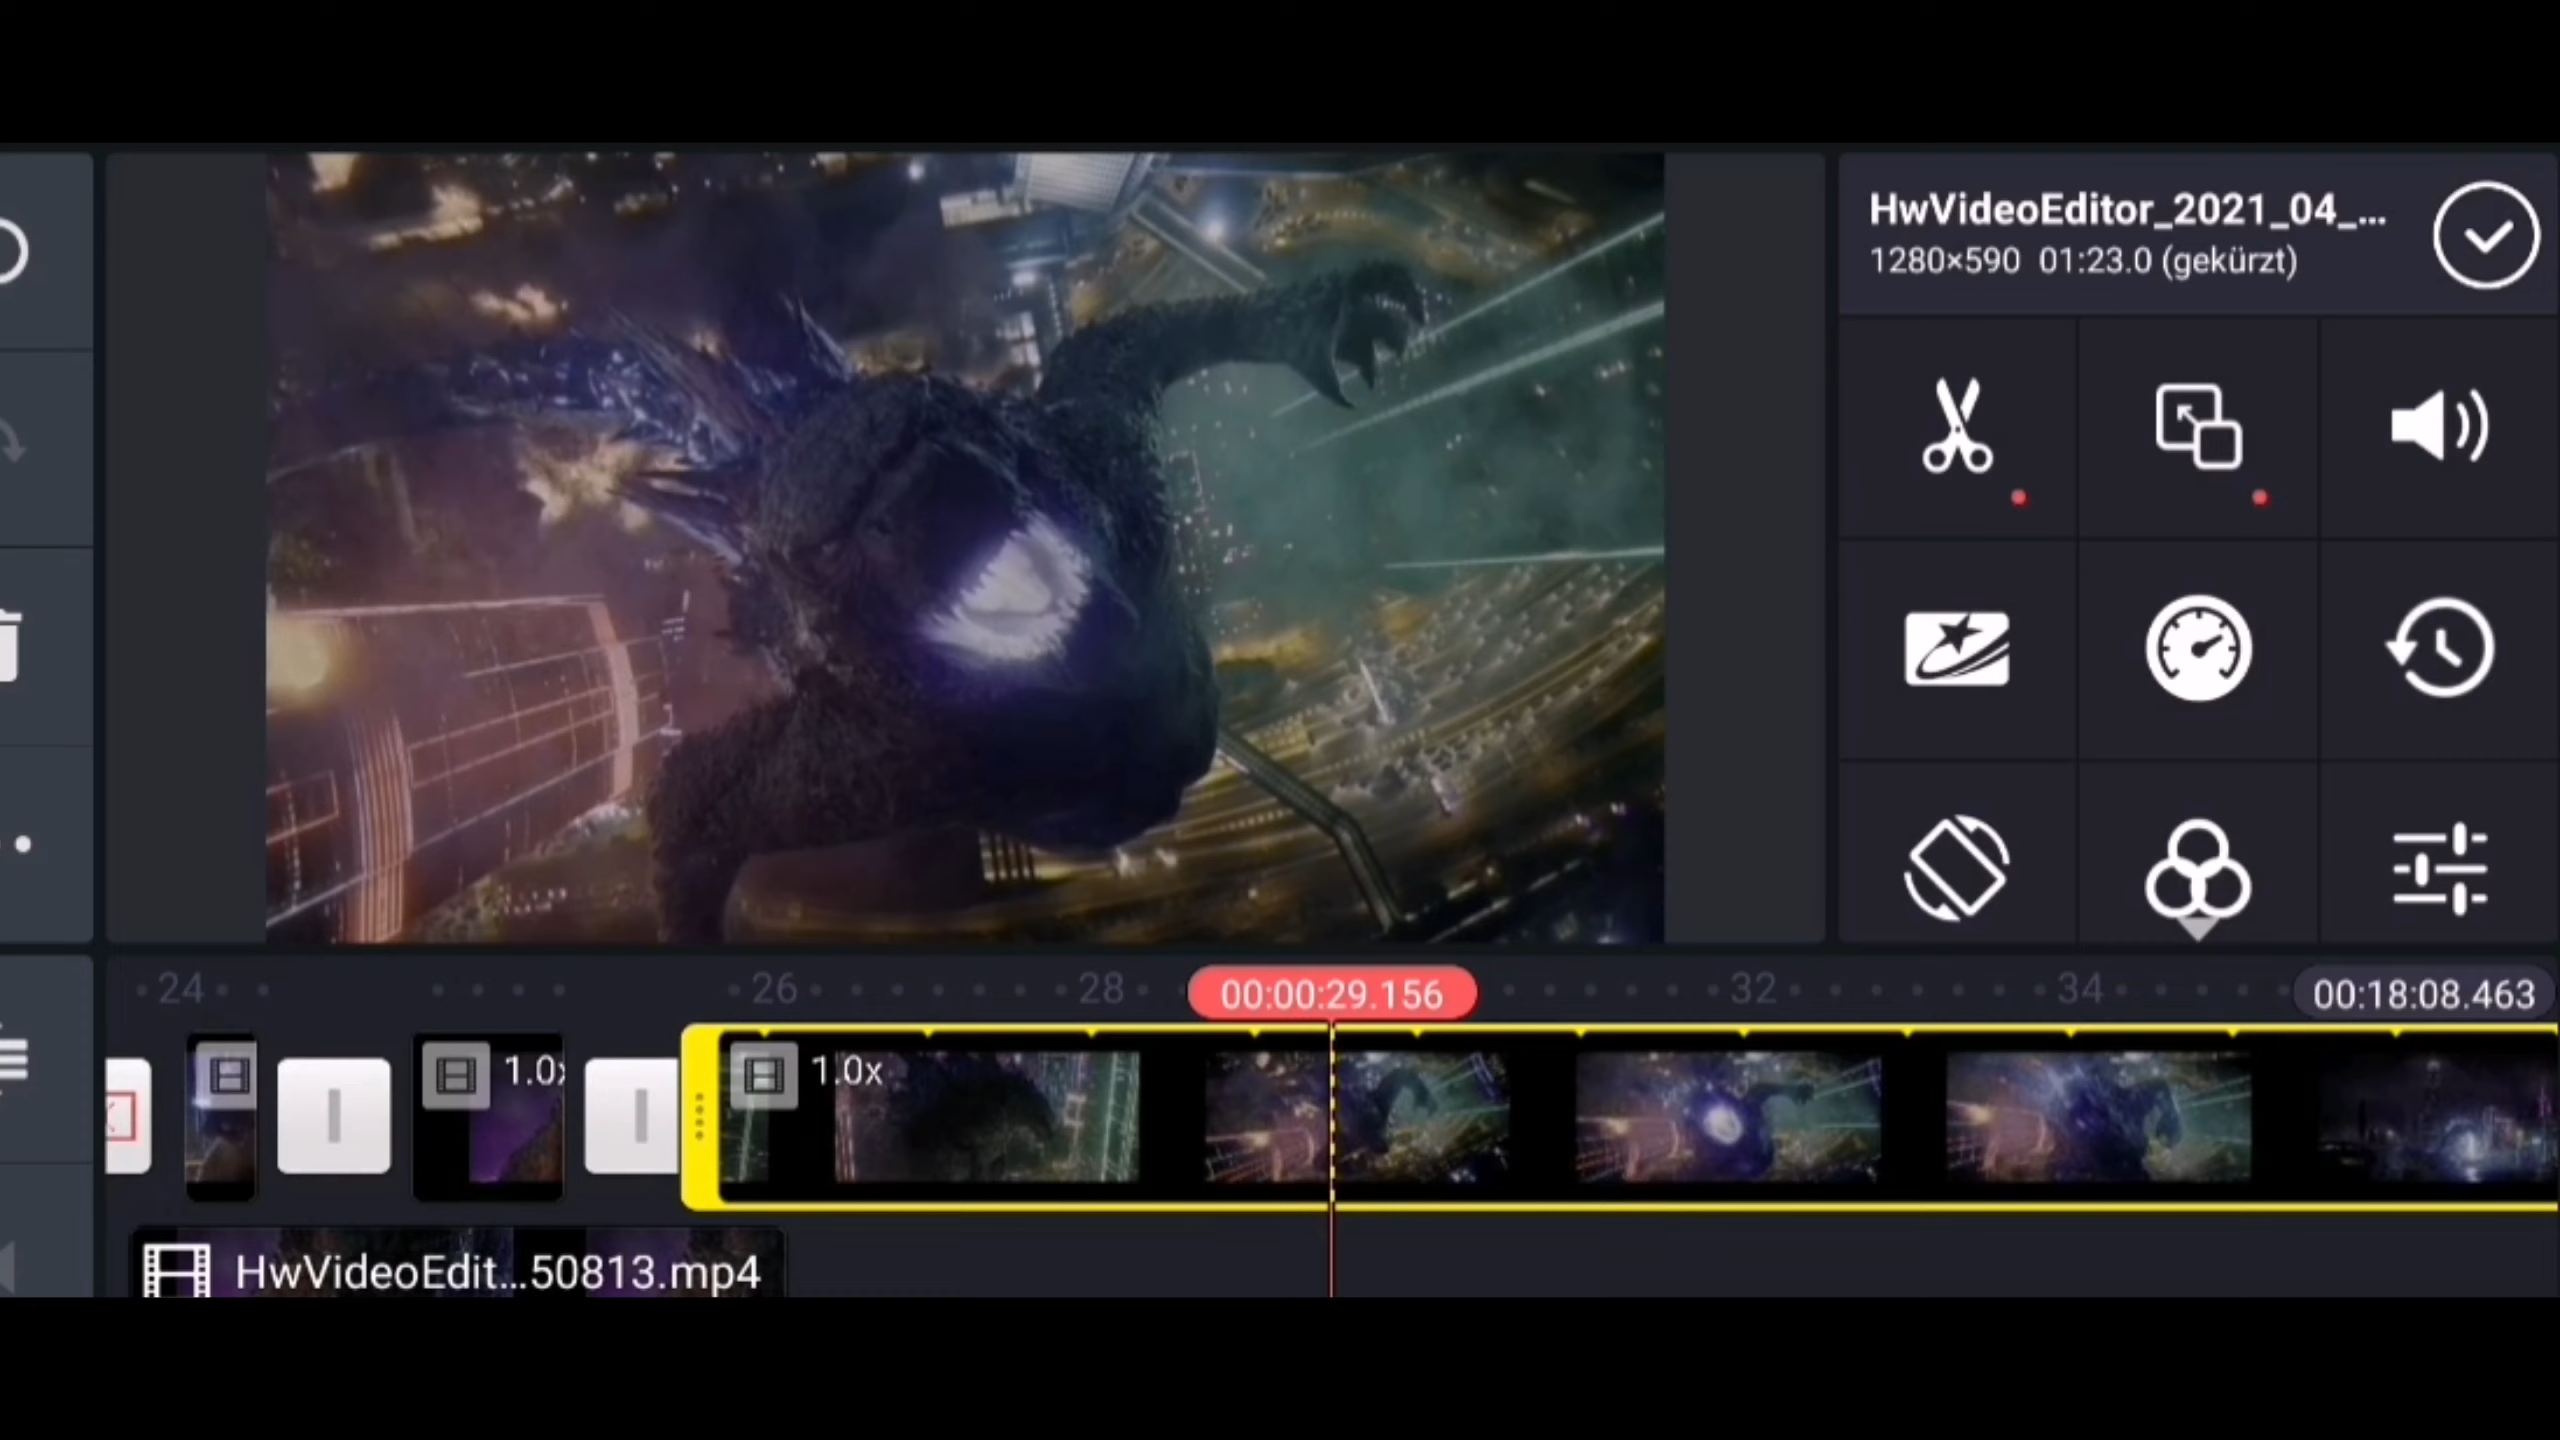 HwVideoEditor_2021_04_...
1280×590 01:23.0 (gekürzt)
24
26
28
00:00:29.156
32
34
00:18:08.463
1.0x
1.0x
HwVideoEdit...50813.mp4